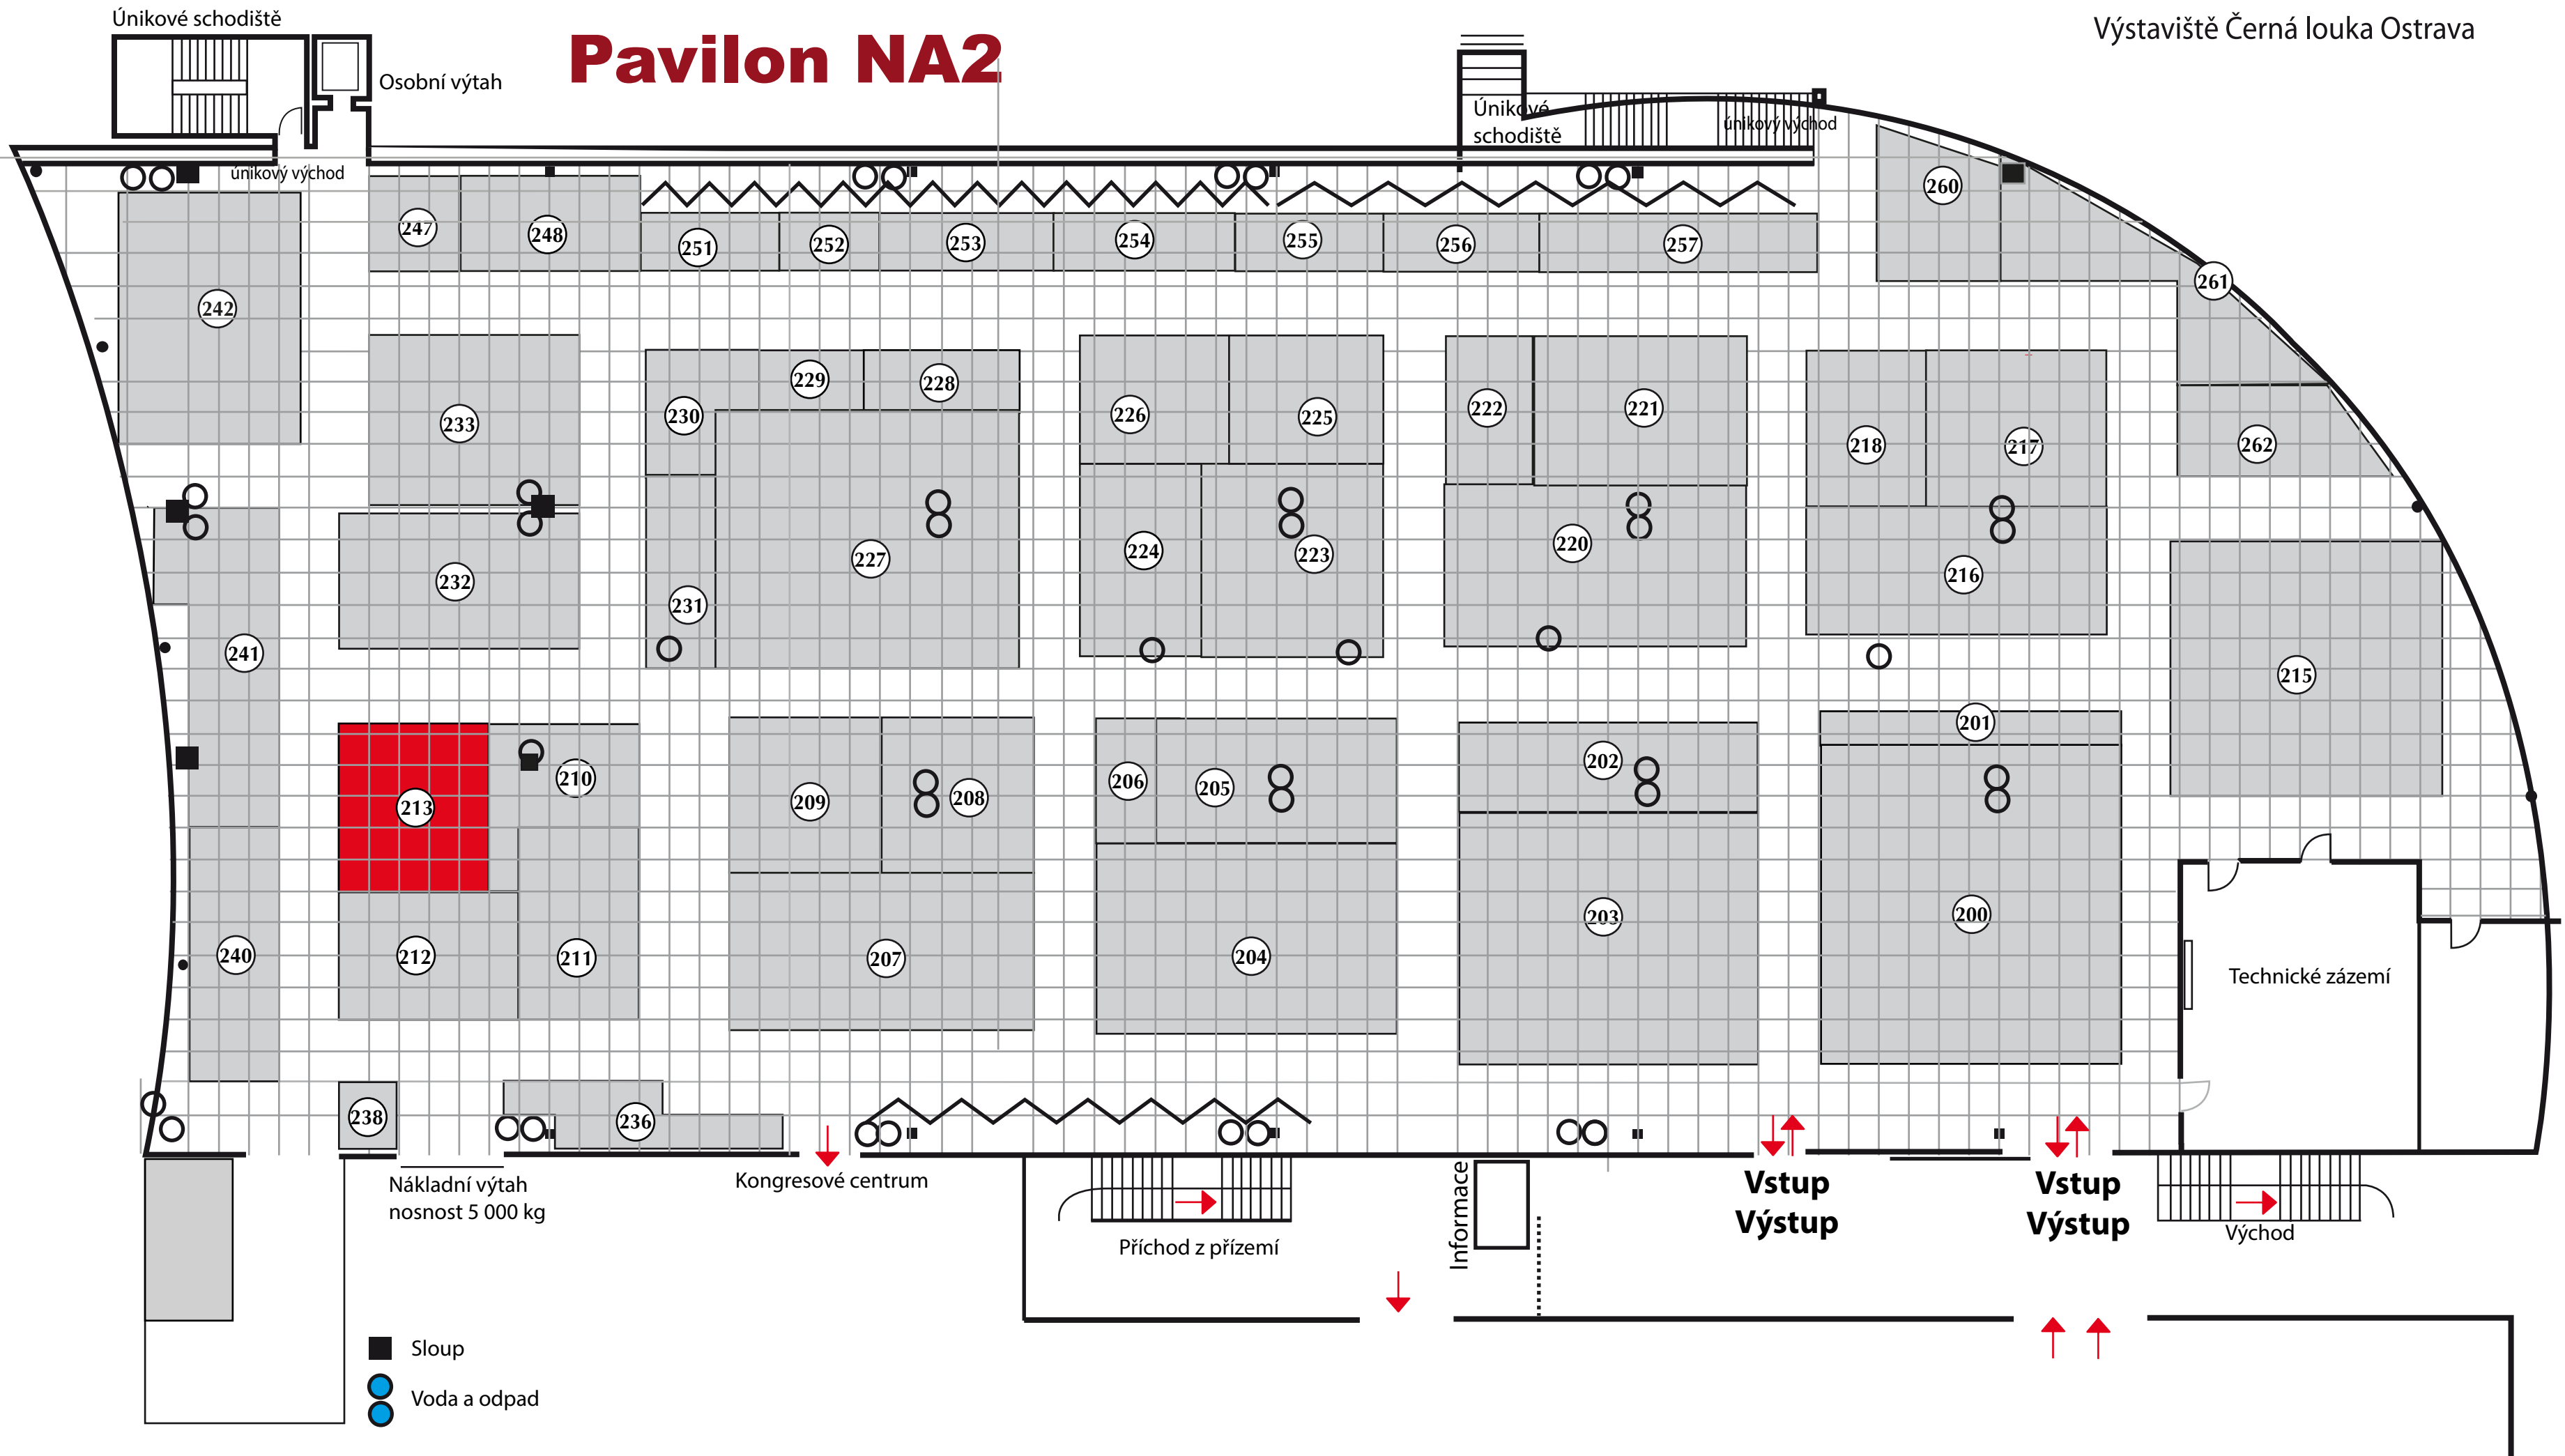 Únikové schodiště
Výstaviště Černá louka Ostrava
Pavilon NA2
Osobní výtah
Únikové
schodiště
únikový východ
únikový východ
260
247
248
251
252
253
254
255
256
257
261
242
233
230
229
228
226
225
222
221
218
217
262
232
231
227
224
223
220
216
241
215
201
213
210
209
208
206
205
202
240
212
211
207
204
203
200
Technické zázemí
238
236
Nákladní výtah
nosnost 5 000 kg
Kongresové centrum
Příchod z přízemí
Informace
Vstup
Výstup
Vstup
Výstup
Východ
Sloup
Voda a odpad